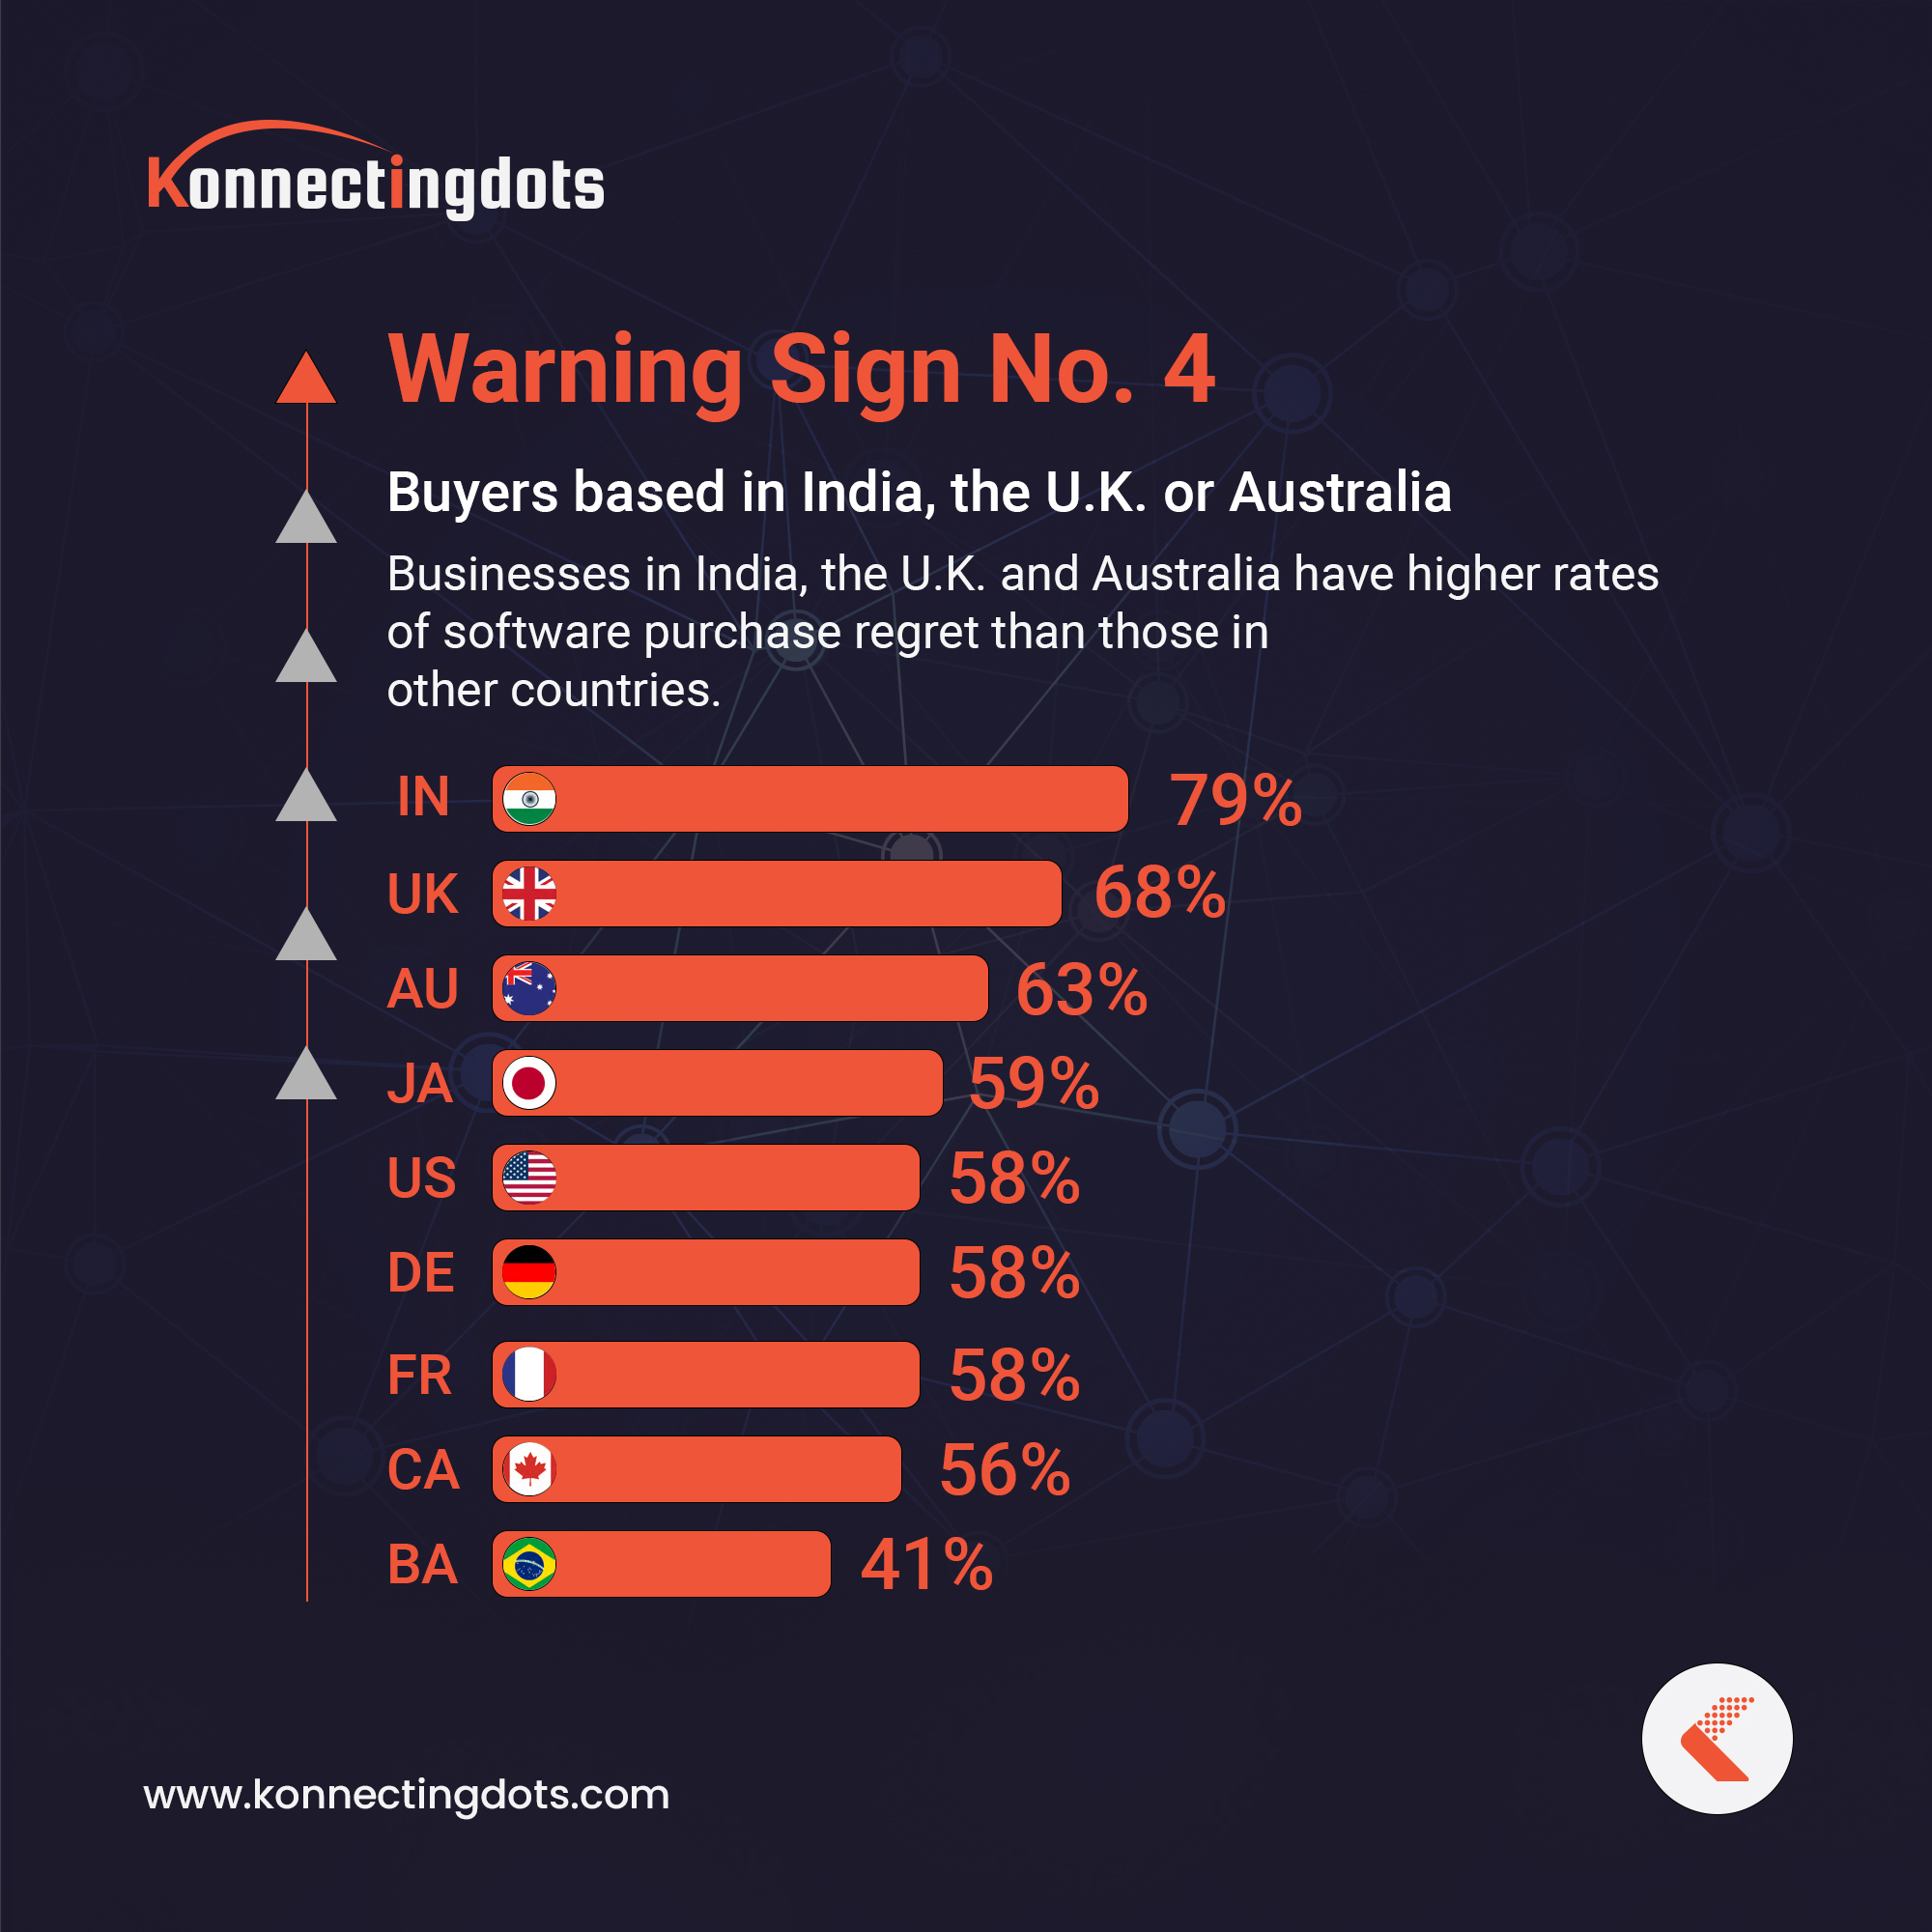 Konnectingdots
Warning Sign No. 4
Buyers based in India, the U.K. or Australia
Businesses in India, the U.K. and Australia have higher rates
of software purchase regret than those in
other countries.
IN 79%
UK 68%
AU 63%
JA 59%
US 58%
DE 58%
FR 58%
CA 56%
BA 41%
www.konnectingdots.com